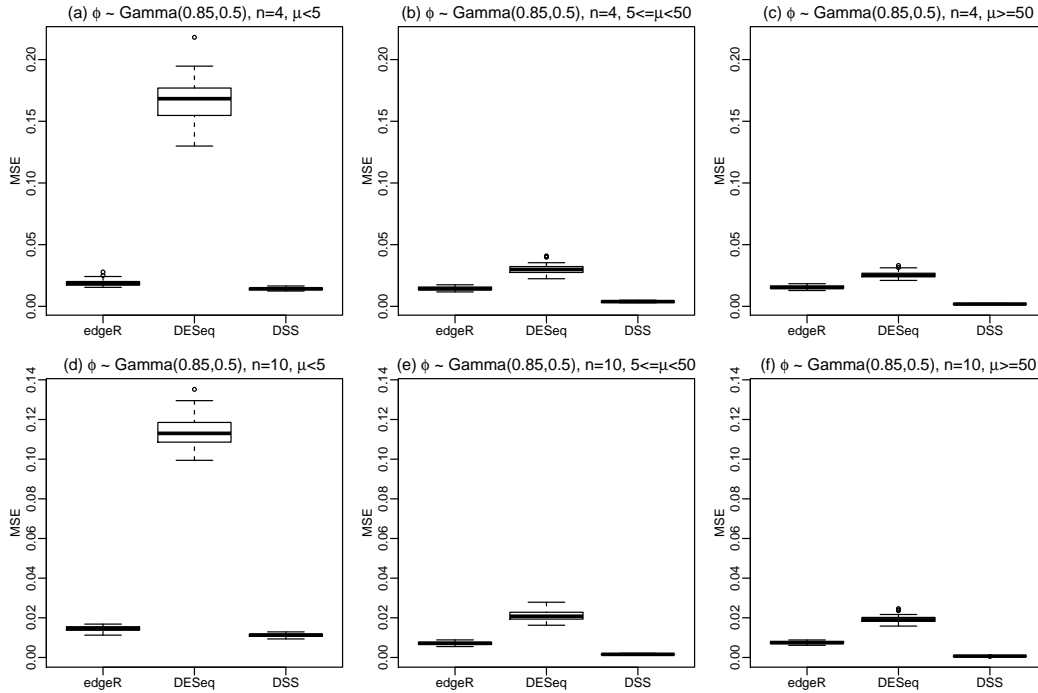 (a) ϕ ~ Gamma(0.85,0.5), n=4, μ<5
MSE
0.00
0.05
0.10
0.15
0.20
edgeR
DESeq
DSS
(b) ϕ ~ Gamma(0.85,0.5), n=4, 5<=μ<50
MSE
0.00
0.05
0.10
0.15
0.20
edgeR
DESeq
DSS
(c) ϕ ~ Gamma(0.85,0.5), n=4, μ>=50
MSE
0.00
0.05
0.10
0.15
0.20
edgeR
DESeq
DSS
(d) ϕ ~ Gamma(0.85,0.5), n=10, μ<5
MSE
0.00
0.02
0.04
0.06
0.08
0.10
0.12
0.14
edgeR
DESeq
DSS
(e) ϕ ~ Gamma(0.85,0.5), n=10, 5<=μ<50
MSE
0.00
0.02
0.04
0.06
0.08
0.10
0.12
0.14
edgeR
DESeq
DSS
(f) ϕ ~ Gamma(0.85,0.5), n=10, μ>=50
MSE
0.00
0.02
0.04
0.06
0.08
0.10
0.12
0.14
edgeR
DESeq
DSS